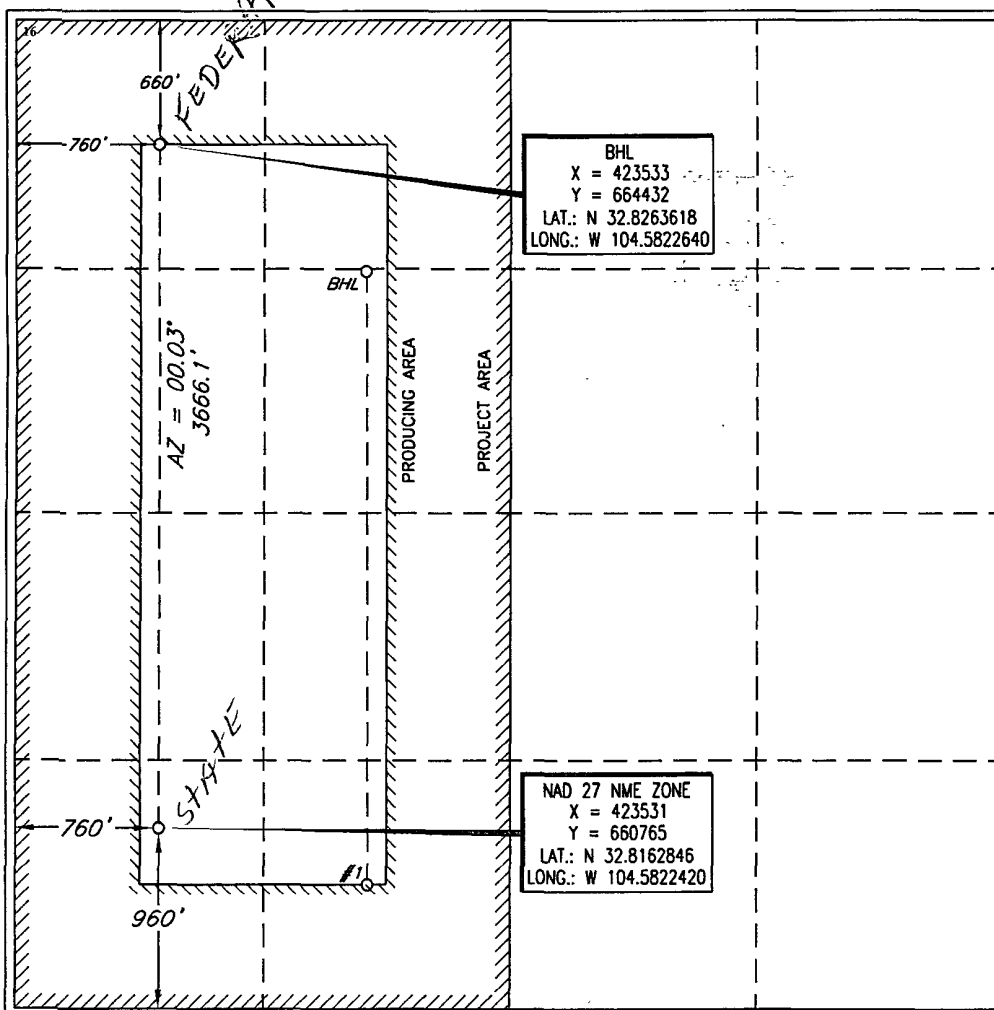 16
660'
FEDERA
760'
BHL
X = 423533
Y = 664432
LAT.: N 32.8263618
LONG.: W 104.5822640
BHL
AZ = 00.03°
3666.1'
PRODUCING AREA
PROJECT AREA
STATE
NAD 27 NME ZONE
X = 423531
Y = 660765
LAT.: N 32.8162846
LONG.: W 104.5822420
760'
#1
960'